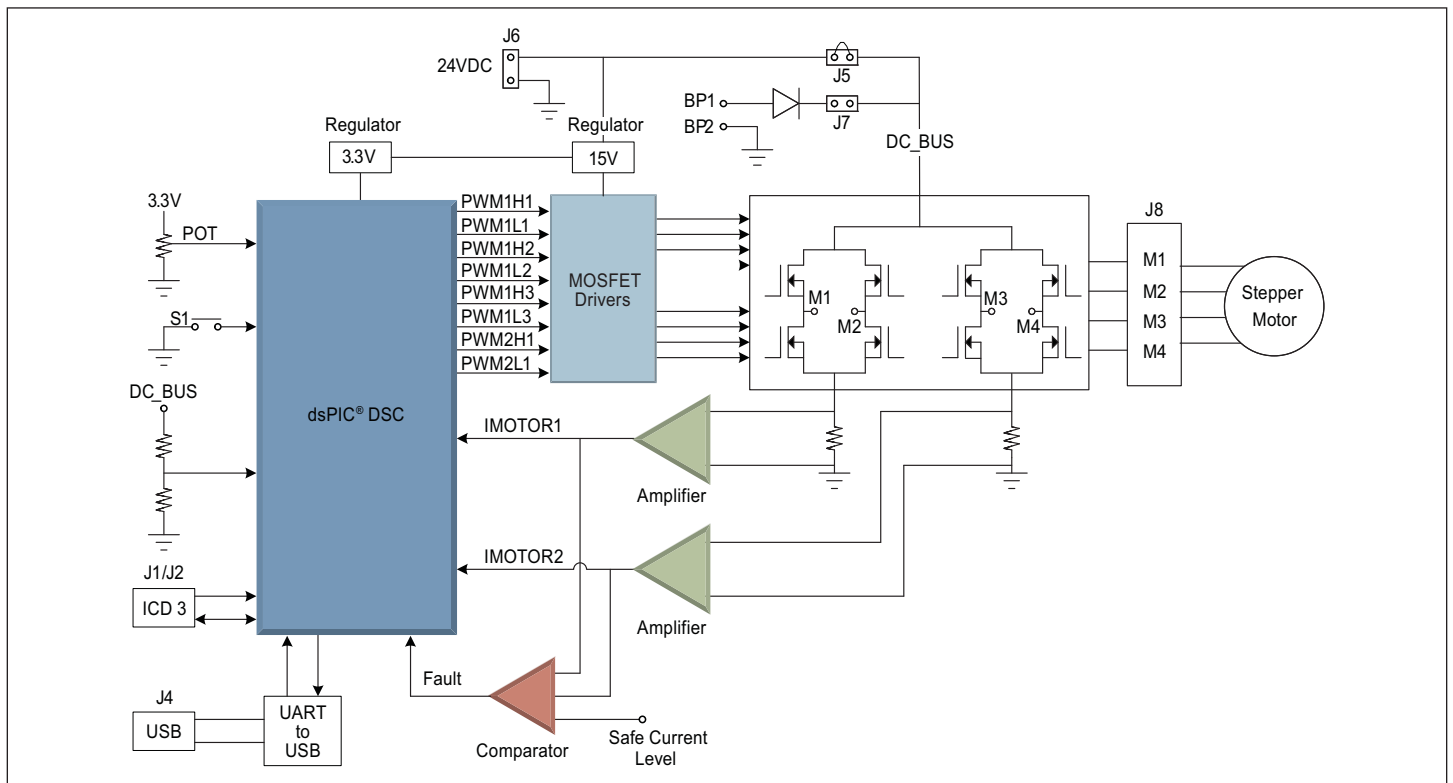 J6
24VDC
J5
BP1
J7
BP2
Regulator
Regulator
DC_BUS
3.3V
15V
3.3V
POT
PWM1H1
PWM1L1
PWM1H2
PWM1L2
PWM1H3
PWM1L3
PWM2H1
PWM2L1
MOSFET
Drivers
M1
M2
M3
M4
J8
M1
M2
M3
M4
Stepper
Motor
S1
DC_BUS
dsPIC® DSC
IMOTOR1
Amplifier
IMOTOR2
Amplifier
J1/J2
ICD 3
Fault
J4
USB
UART
to
USB
Comparator
Safe Current
Level